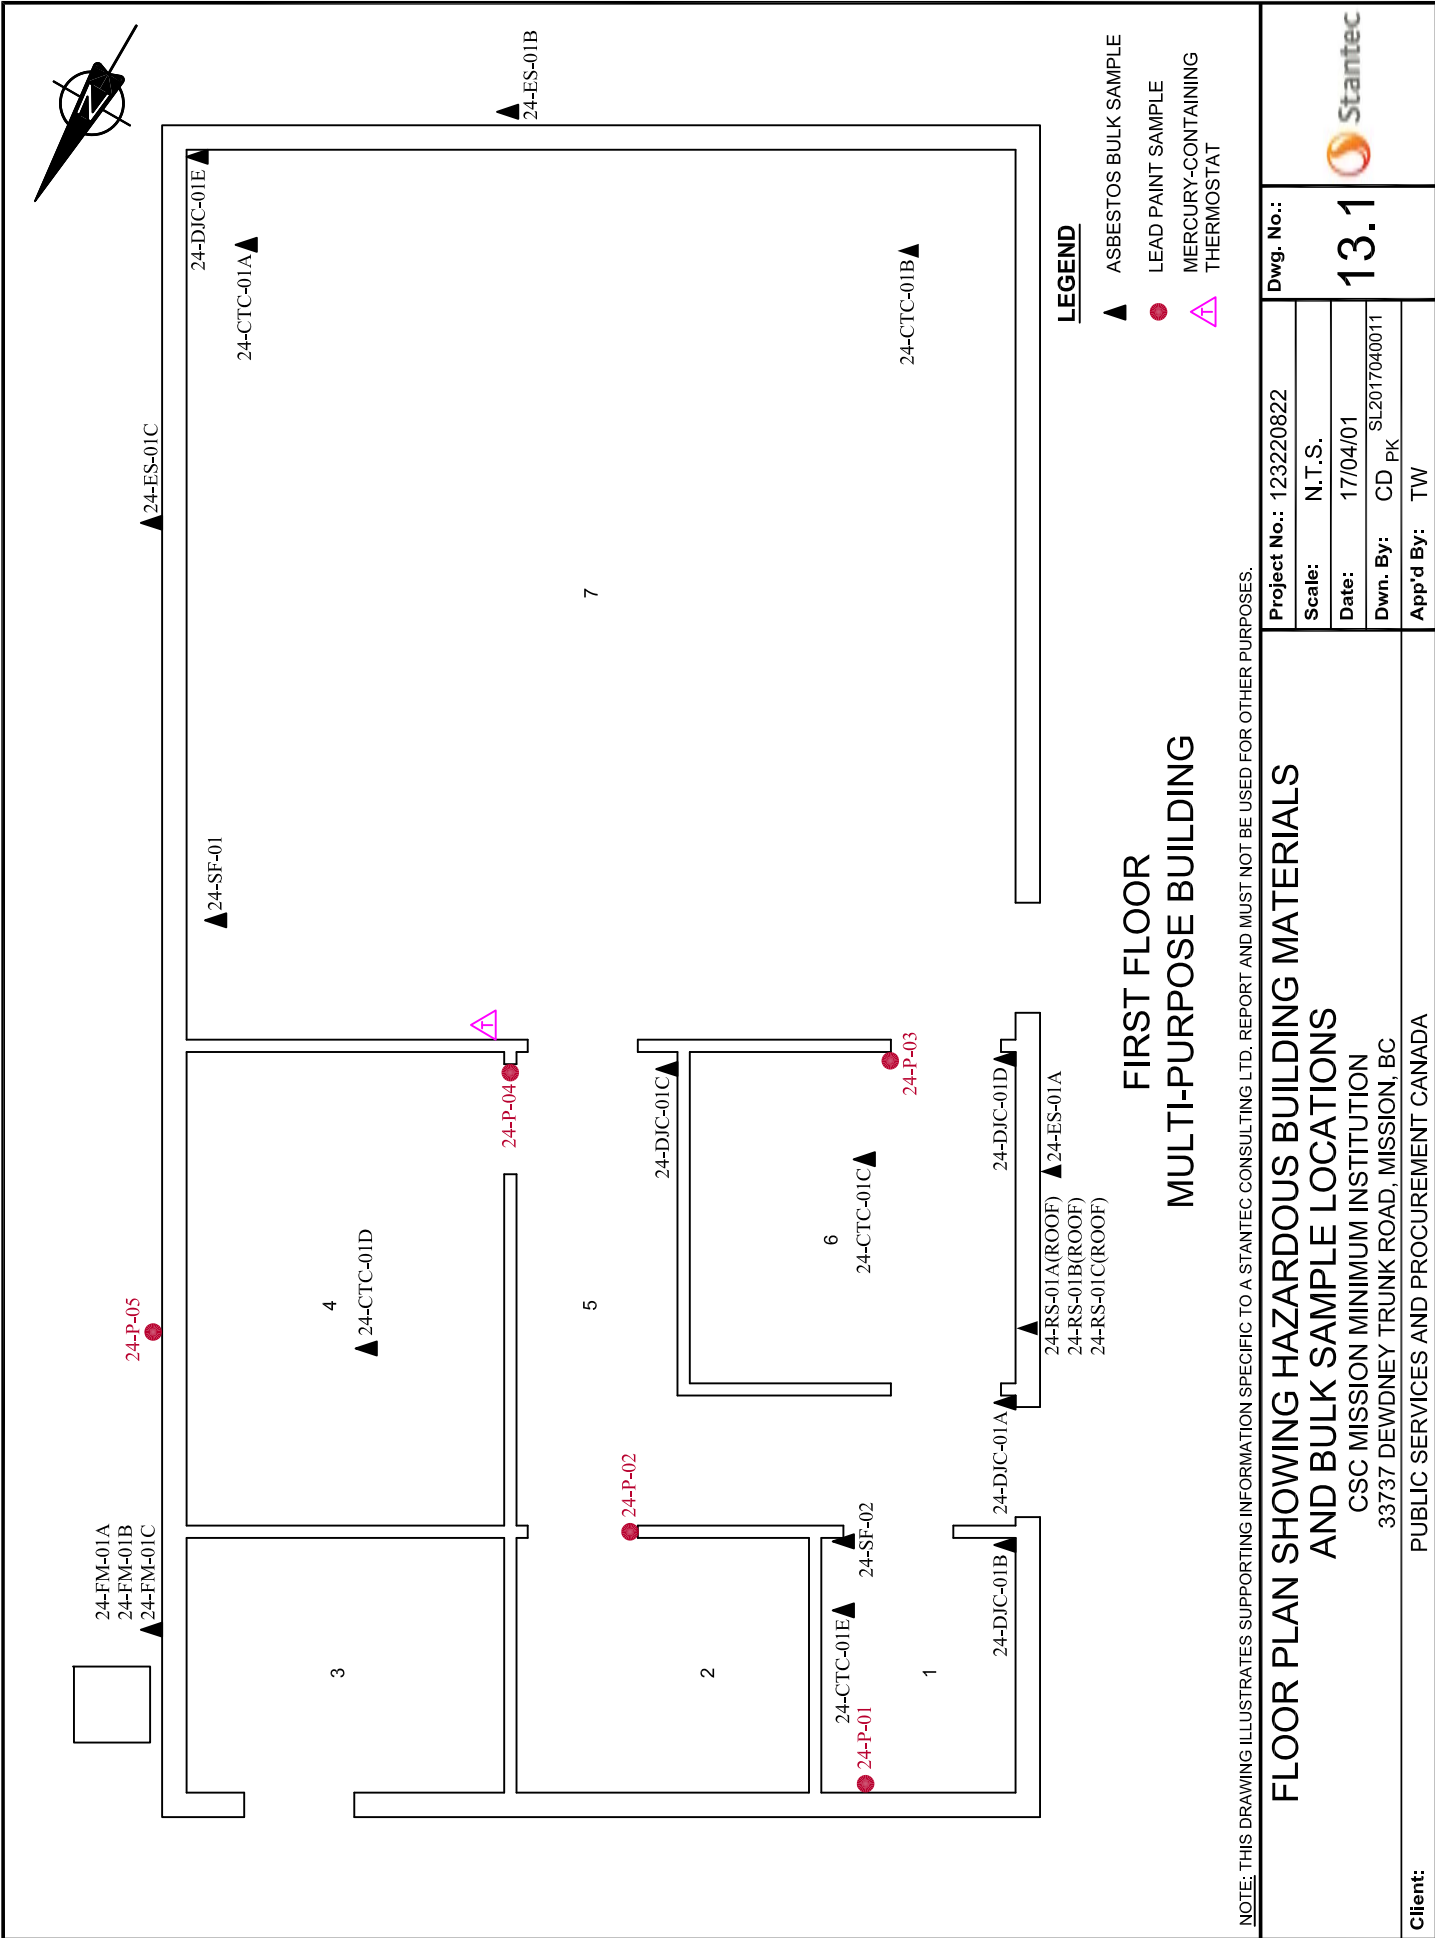 24-FM-01A
24-FM-01B
24-FM-01C
24-P-05
24-ES-01C
24-ES-01B
N
24-SF-01
24-DJC-01E
24-CTC-01A
24-CTC-01B
3
4
24-CTC-01D
24-P-04
T
7
5
24-P-02
2
24-DJC-01C
6
24-CTC-01C
24-P-03
24-CTC-01E
24-SF-02
24-P-01
1
24-DJC-01B
24-DJC-01A
24-DJC-01D
24-RS-01A(ROOF)
24-RS-01B(ROOF)
24-RS-01C(ROOF)
24-ES-01A
LEGEND
ASBESTOS BULK SAMPLE
LEAD PAINT SAMPLE
T MERCURY-CONTAINING
THERMOSTAT
FIRST FLOOR
MULTI-PURPOSE BUILDING
NOTE: THIS DRAWING ILLUSTRATES SUPPORTING INFORMATION SPECIFIC TO A STANTEC CONSULTING LTD. REPORT AND MUST NOT BE USED FOR OTHER PURPOSES.
FLOOR PLAN SHOWING HAZARDOUS BUILDING MATERIALS
AND BULK SAMPLE LOCATIONS
CSC MISSION MINIMUM INSTITUTION
33737 DEWDNEY TRUNK ROAD, MISSION, BC
Client: PUBLIC SERVICES AND PROCUREMENT CANADA
Project No.: 123220822
Scale: N.T.S.
Date: 17/04/01
Dwn. By: CD PK SL2017040011
App'd By: TW
Dwg. No.:
13.1
Stantec